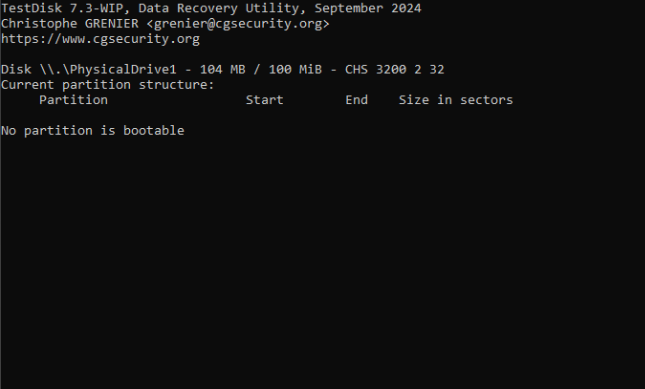 TestDisk 7.3-WIP, Data Recovery Utility, September 2024
Christophe GRENIER <grenier@cgsecurity.org>
https://www.cgsecurity.org
Disk \\.\PhysicalDrive1 - 104 MB / 100 MiB - CHS 3200 2 32
Current partition structure:
     Partition                  Start        End    Size in sectors
No partition is bootable